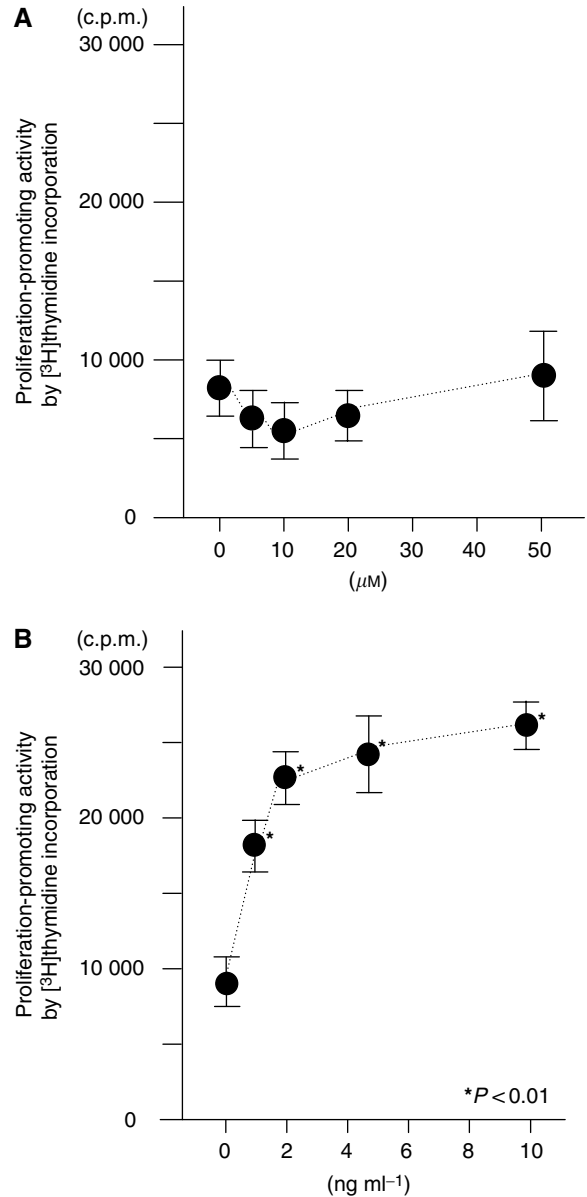 A
(c.p.m.)
30 000
20 000
10 000
0
Proliferation-promoting activity
by [³H]thymidine incorporation
0 10 20 30 40 50
(μM)
B
(c.p.m.)
30 000
20 000
10 000
0
Proliferation-promoting activity
by [³H]thymidine incorporation
*
*
*
*
*P<0.01
0 2 4 6 8 10
(ng ml⁻¹)